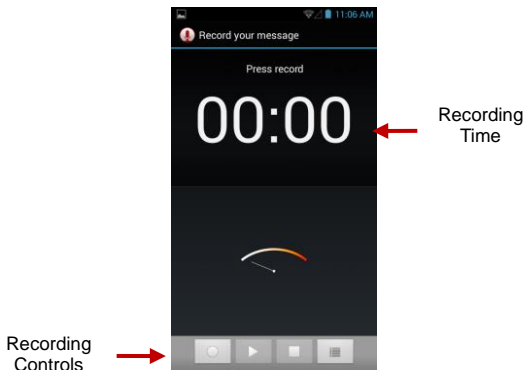 11:06 AM
Record your message
Press record
00:00
Recording
Time
Recording
Controls